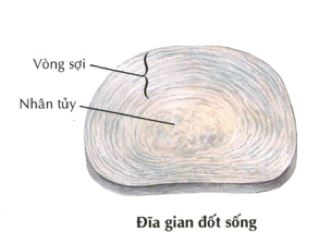 Vòng sợi
Nhân tủy
Đĩa gian đốt sống